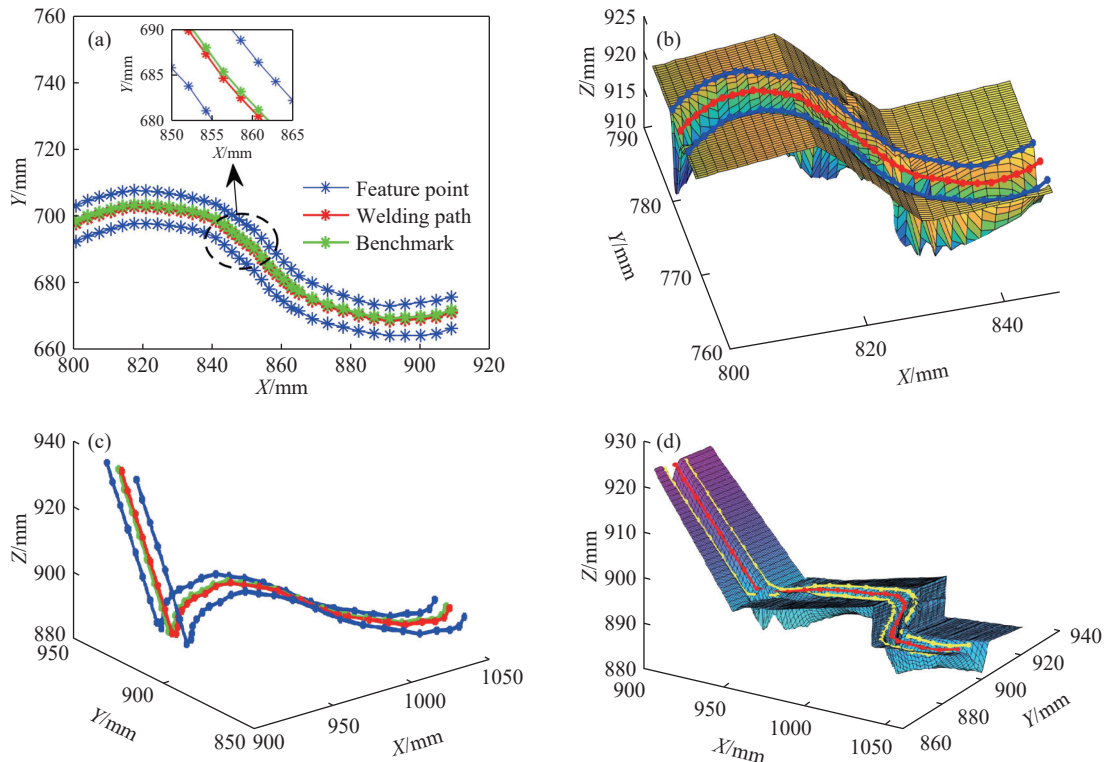 (a)
760
740
720
700
680
660
Y/mm
800 820 840 860 880 900 920
X/mm
690
685
680
Y/mm
850 855 860 865
X/mm
Feature point
Welding path
Benchmark
(b)
925
920
915
910
Z/mm
790
780
770
760
Y/mm
800 820 840
X/mm
(c)
940
920
900
880
Z/mm
950
900
850
Y/mm
900 950 1000 1050
X/mm
(d)
930
920
910
900
890
880
Z/mm
900 950 1000 1050
X/mm
860 880 900 920 940
Y/mm